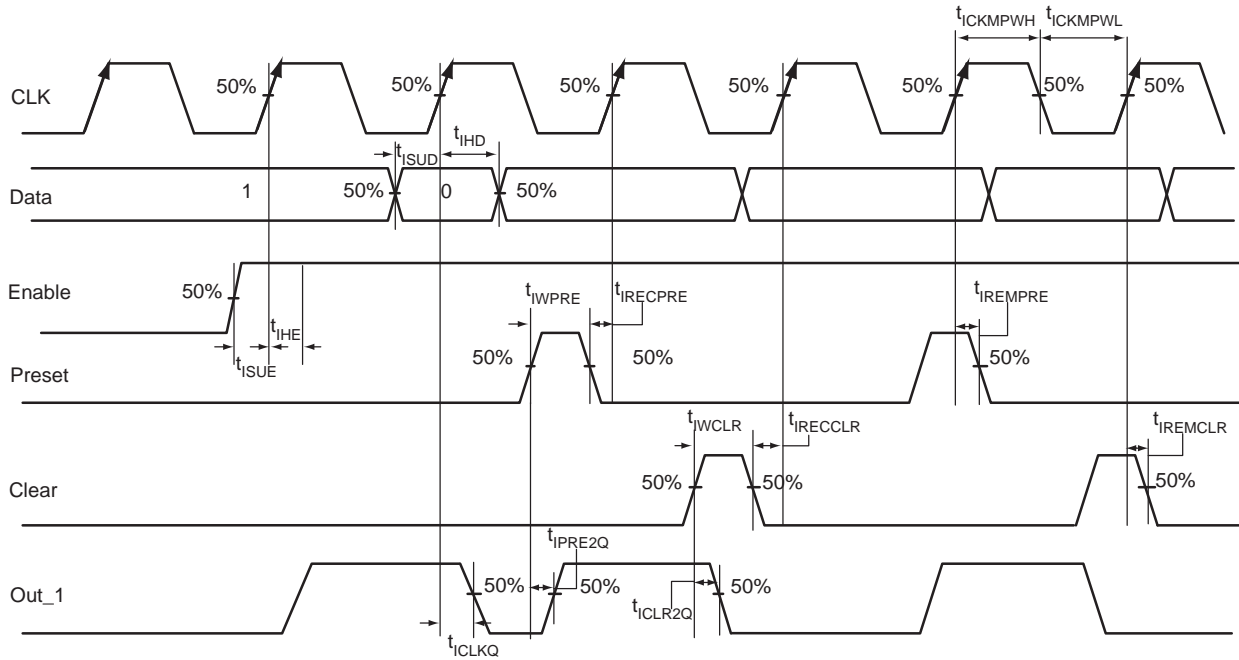 tICKMPWH tICKMPWL
CLK 50% 50% 50% 50% 50% 50% 50%
tISUD tIHD
Data 1 50% 0 50%
Enable 50%
tIHE
tISUE
tIWPRE tIRECPRE tIREMPRE
Preset 50% 50% 50%
tIWCLR tIRECCLR tIREMCLR
Clear 50% 50% 50%
tIPRE2Q
Out_1 50% 50% 50%
tICLR2Q
tICLKQ